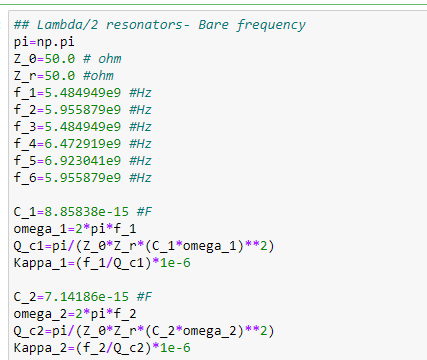 ## Lambda/2 resonators- Bare frequency
pi=np.pi
Z_0=50.0 # ohm
Z_r=50.0 #ohm
f_1=5.484949e9 #Hz
f_2=5.955879e9 #Hz
f_3=5.484949e9 #Hz
f_4=6.472919e9 #Hz
f_5=6.923041e9 #Hz
f_6=5.955879e9 #Hz
C_1=8.85838e-15 #F
omega_1=2*pi*f_1
Q_c1=pi/(Z_0*Z_r*(C_1*omega_1)**2)
Kappa_1=(f_1/Q_c1)*1e-6
C_2=7.14186e-15 #F
omega_2=2*pi*f_2
Q_c2=pi/(Z_0*Z_r*(C_2*omega_2)**2)
Kappa_2=(f_2/Q_c2)*1e-6